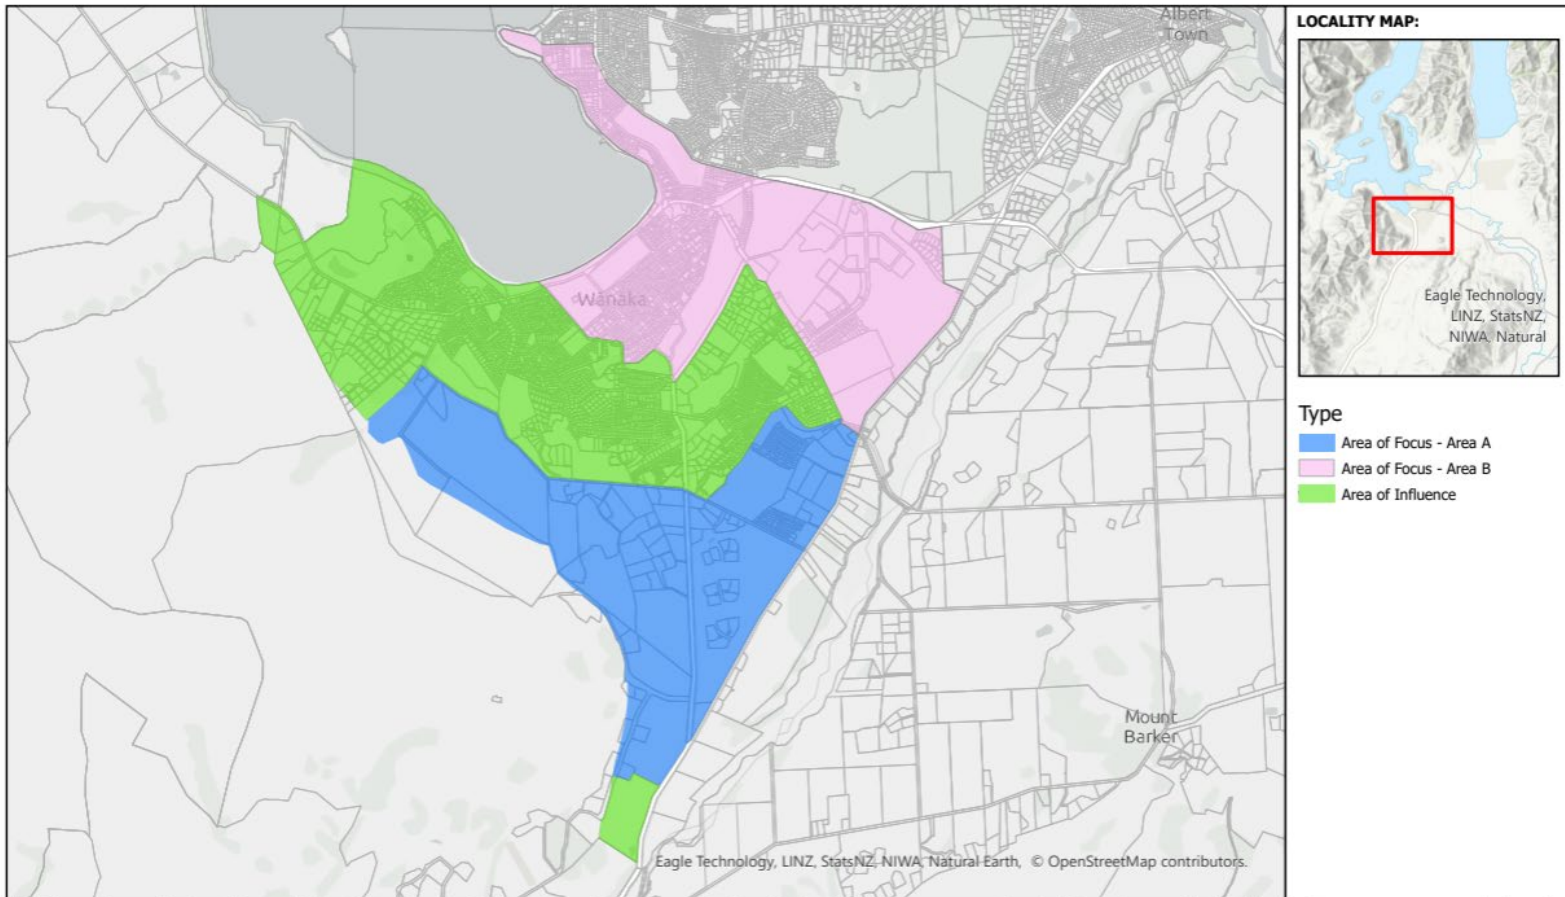 Albert
Town
Wānaka
Mount
Barker
Eagle Technology, LINZ, StatsNZ, NIWA, Natural Earth, © OpenStreetMap contributors.
LOCALITY MAP:
Eagle Technology,
LINZ, StatsNZ,
NIWA, Natural
Type
Area of Focus - Area A
Area of Focus - Area B
Area of Influence